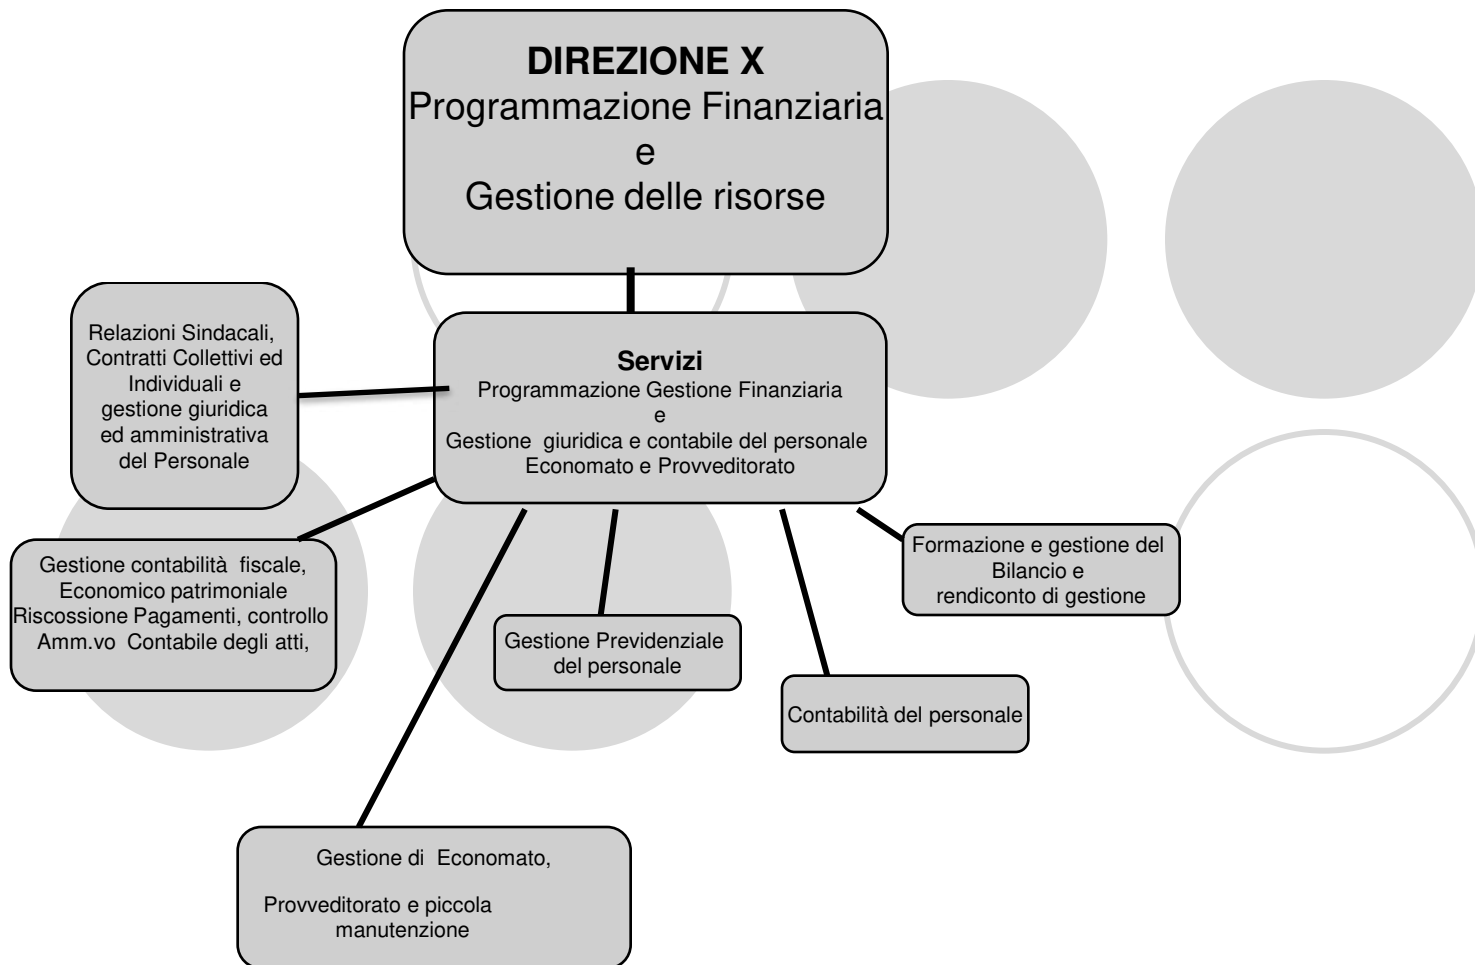 DIREZIONE X
Programmazione Finanziaria
e
Gestione delle risorse
Relazioni Sindacali,
Contratti Collettivi ed
Individuali e
gestione giuridica
ed amministrativa
del Personale
Servizi
Programmazione Gestione Finanziaria
e
Gestione giuridica e contabile del personale
Economato e Provveditorato
Gestione contabilità fiscale,
Economico patrimoniale
Riscossione Pagamenti, controllo
Amm.vo Contabile degli atti,
Formazione e gestione del
Bilancio e
rendiconto di gestione
Gestione Previdenziale
del personale
Contabilità del personale
Gestione di Economato,
Provveditorato e piccola
manutenzione